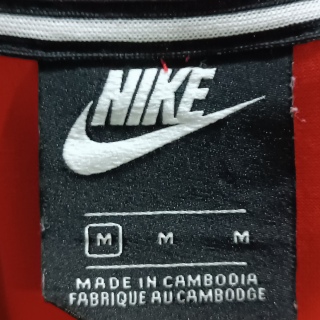 NIKE
M M M
MADE IN CAMBODIA
FABRIQUE AU CAMBODGE